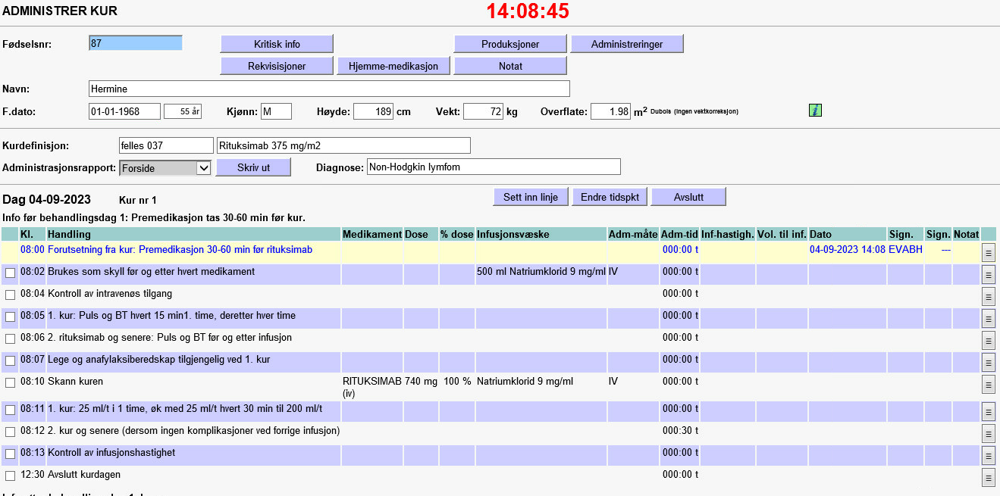 ADMINISTRER KUR 14:08:45
Fødselsnr: 87 Kritisk info Produksjoner Administreringer
Rekvisisjoner Hjemme-medikasjon Notat
Navn: Hermine
F.dato: 01-01-1968 55 år Kjønn: M Høyde: 189 cm Vekt: 72 kg Overflate: 1.98 m2 Dubois (ingen vektkorreksjon) i
Kurdefinisjon: felles 037 Rituksimab 375 mg/m2
Administrasjonsrapport: Forside Skriv ut Diagnose: Non-Hodgkin lymfom
Dag 04-09-2023 Kur nr 1 Sett inn linje Endre tidspkt Avslutt
Info før behandlingsdag 1: Premedikasjon tas 30-60 min før kur.
Kl. Handling Medikament Dose % dose Infusjonsvæske Adm-måte Adm-tid Inf-hastigh. Vol. til inf. Dato Sign. Sign. Notat
08:00 Forutsetning fra kur: Premedikasjon 30-60 min før rituksimab 000:00 t 04-09-2023 14:08 EVABH ---
08:02 Brukes som skyll før og etter hvert medikament 500 ml Natriumklorid 9 mg/ml IV 000:00 t
08:04 Kontroll av intravenøs tilgang 000:00 t
08:05 1. kur: Puls og BT hvert 15 min1. time, deretter hver time 000:00 t
08:06 2. rituksimab og senere: Puls og BT før og etter infusjon 000:00 t
08:07 Lege og anafylaksiberedskap tilgjengelig ved 1. kur 000:00 t
08:10 Skann kuren RITUKSIMAB 740 mg 100 % Natriumklorid 9 mg/ml IV 000:00 t
(iv)
08:11 1. kur: 25 ml/t i 1 time, øk med 25 ml/t hvert 30 min til 200 ml/t 000:00 t
08:12 2. kur og senere (dersom ingen komplikasjoner ved forrige infusjon) 000:30 t
08:13 Kontroll av infusjonshastighet 000:00 t
12:30 Avslutt kurdagen 000:00 t